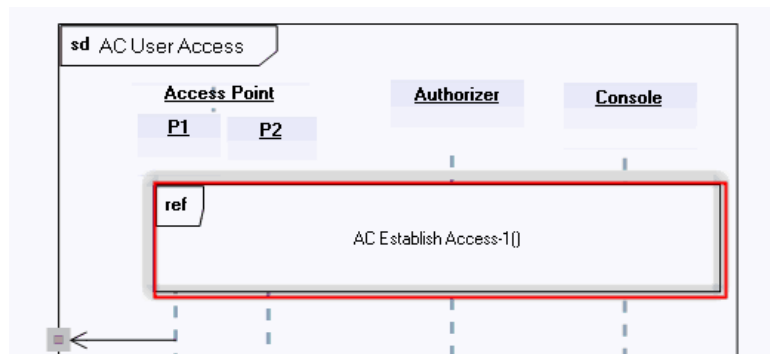 sd AC User Access
Access Point
Authorizer
Console
P1
P2
ref
AC Establish Access-1()